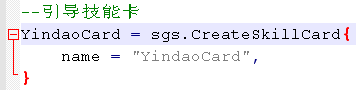 --引导技能卡
YindaoCard = sgs.CreateSkillCard{
    name = "YindaoCard",
}